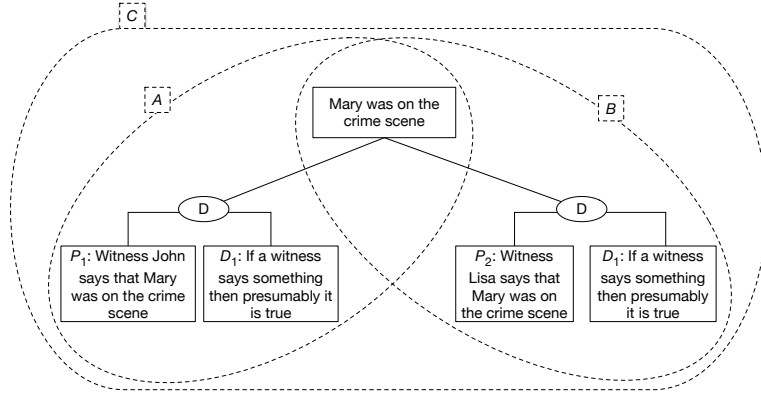 C
A
B
Mary was on the
crime scene
D
D
P1: Witness John
says that Mary
was on the crime
scene
D1: If a witness
says something
then presumably it
is true
P2: Witness
Lisa says that
Mary was on
the crime scene
D1: If a witness
says something
then presumably
it is true